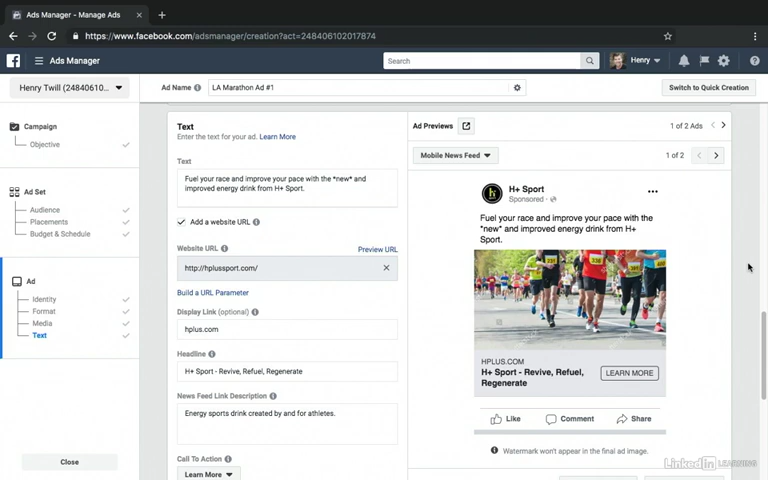 Ads Manager - Manage Ads
https://www.facebook.com/adsmanager/creation?act=248406102017874
Ads Manager
Search
Henry
Henry Twill (24840610...
Ad Name
LA Marathon Ad #1
Switch to Quick Creation
Campaign
Objective
Ad Set
Audience
Placements
Budget & Schedule
Ad
Identity
Format
Media
Text
Close
Text
Enter the text for your ad. Learn More
Text
Fuel your race and improve your pace with the *new* and
improved energy drink from H+ Sport.
Add a website URL
Website URL
Preview URL
http://hplussport.com/
Build a URL Parameter
Display Link (optional)
hplus.com
Headline
H+ Sport - Revive, Refuel, Regenerate
News Feed Link Description
Energy sports drink created by and for athletes.
Call To Action
Learn More
Ad Previews
1 of 2 Ads
Mobile News Feed
1 of 2
H+ Sport
Sponsored ·
Fuel your race and improve your pace with the
*new* and improved energy drink from H+
Sport.
HPLUS.COM
H+ Sport - Revive, Refuel,
Regenerate
LEARN MORE
Like
Comment
Share
Watermark won't appear in the final ad image.
LinkedIn LEARNING